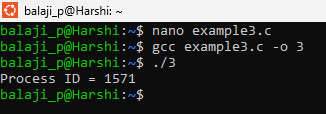 balaji_p@Harshi: ~
balaji_p@Harshi:~$ nano example3.c
balaji_p@Harshi:~$ gcc example3.c -o 3
balaji_p@Harshi:~$ ./3
Process ID = 1571
balaji_p@Harshi:~$